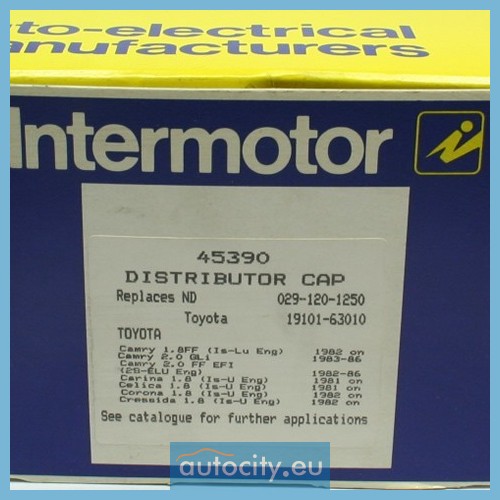 to-electrical
manufacturers
Intermotor
45390
DISTRIBUTOR CAP
Replaces ND 029-120-1250
Toyota 19101-63010
TOYOTA
Camry 1.8FF (1s-Lu Eng) 1982 on
Camry 2.0 GLi 1983-86
Camry 2.0 FF EFI
(2S-ELU Eng) 1982-86
Carina 1.8 (1s-U Eng) 1981 on
Celica 1.8 (1s-U Eng) 1981 on
Corona 1.8 (1s-U Eng) 1982 on
Cressida 1.8 (1s-U Eng) 1982 on
See catalogue for further applications
autocity.eu